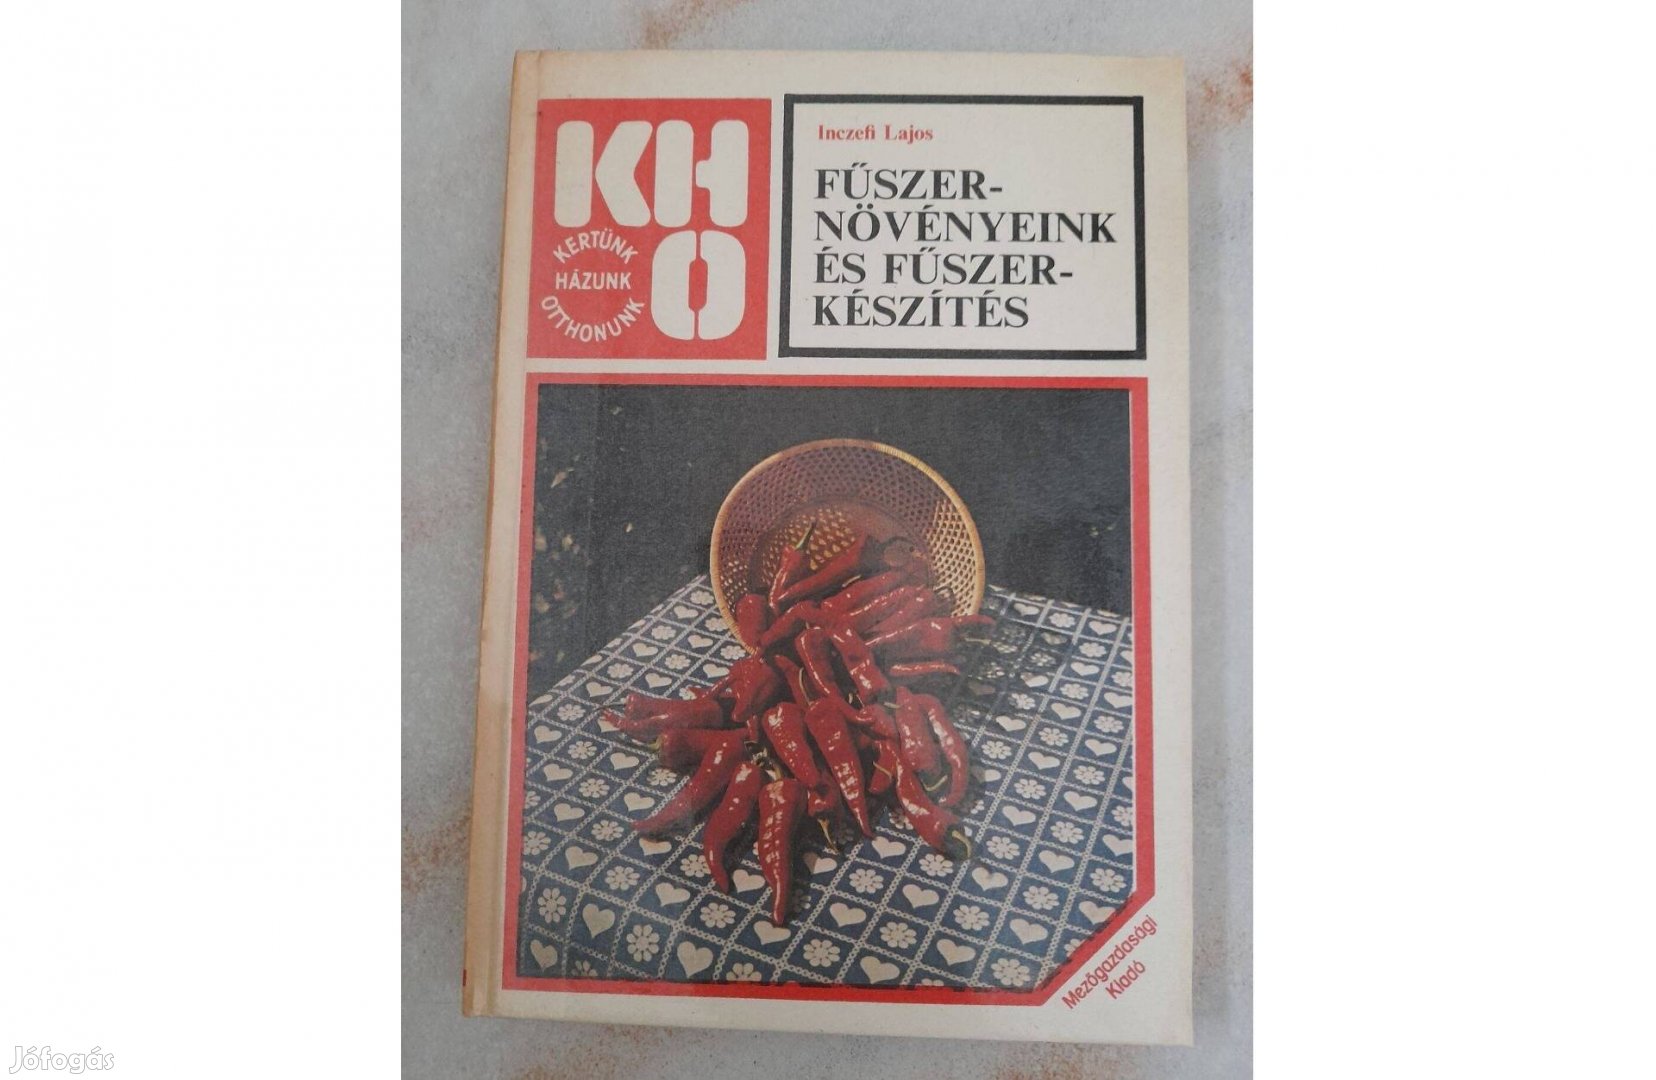 KH
O
KERTÜNK
HÁZUNK
OTTHONUNK
Inczefi Lajos
FŰSZER-
NÖVÉNYEINK
ÉS FŰSZER-
KÉSZÍTÉS
Mezőgazdasági
Kiadó
Jófogás